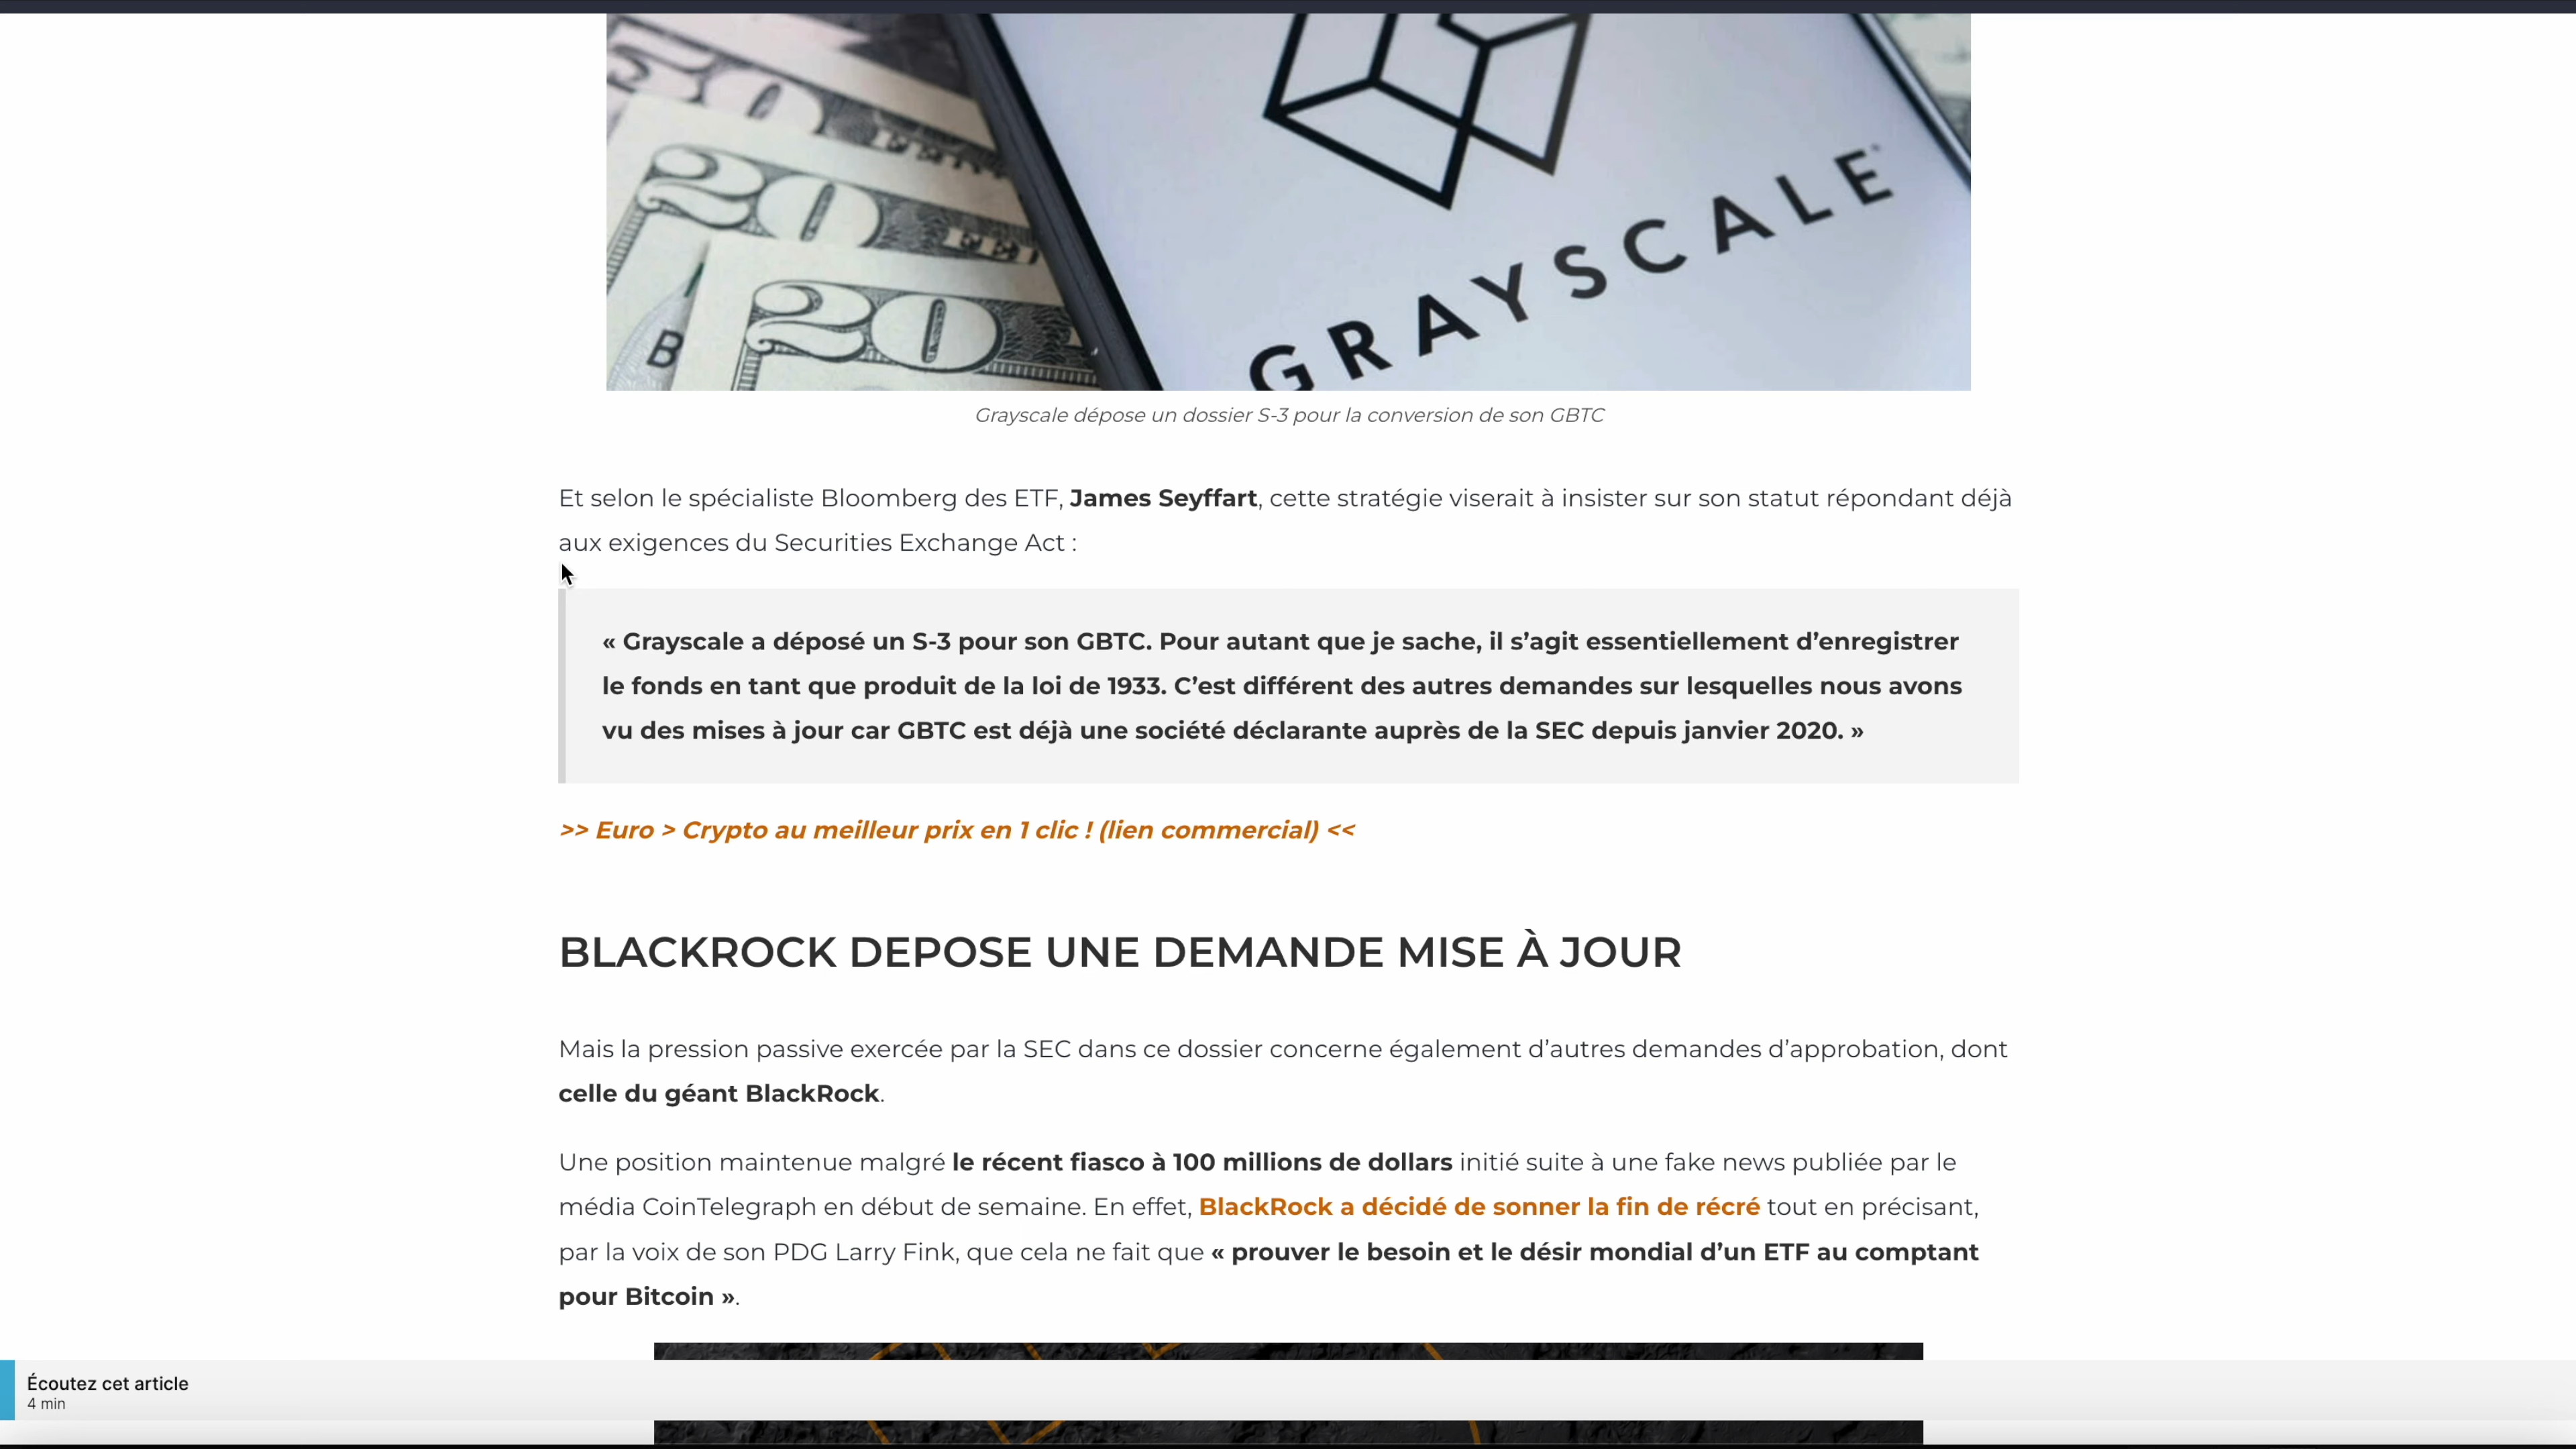 50
20
20
B
GRAYSCALE
Grayscale dépose un dossier S-3 pour la conversion de son GBTC
Et selon le spécialiste Bloomberg des ETF, James Seyffart, cette stratégie viserait à insister sur son statut répondant déjà
aux exigences du Securities Exchange Act :
« Grayscale a déposé un S-3 pour son GBTC. Pour autant que je sache, il s’agit essentiellement d’enregistrer
le fonds en tant que produit de la loi de 1933. C’est différent des autres demandes sur lesquelles nous avons
vu des mises à jour car GBTC est déjà une société déclarante auprès de la SEC depuis janvier 2020. »
>> Euro > Crypto au meilleur prix en 1 clic ! (lien commercial) <<
BLACKROCK DEPOSE UNE DEMANDE MISE À JOUR
Mais la pression passive exercée par la SEC dans ce dossier concerne également d’autres demandes d’approbation, dont
celle du géant BlackRock.
Une position maintenue malgré le récent fiasco à 100 millions de dollars initié suite à une fake news publiée par le
média CoinTelegraph en début de semaine. En effet, BlackRock a décidé de sonner la fin de récré tout en précisant,
par la voix de son PDG Larry Fink, que cela ne fait que « prouver le besoin et le désir mondial d’un ETF au comptant
pour Bitcoin ».
Écoutez cet article
4 min